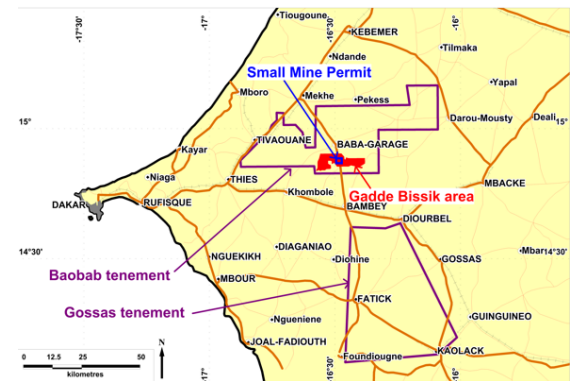 -17°30'
-17°
-16°30'
-16°
Tiougoune
KEBEMER
Ndande
Tilmaka
Small Mine Permit
Yapal
Mboro
Mekhe
Pekess
15°
15°
Darou-Mousty
Deali
TIVAOUANE
BABA-GARAGE
Kayar
Niaga
THIES
Khombole
MBACKE
Gadde Bissik area
DAKAR
RUFISQUE
BAMBEY
DIOURBEL
DIAGANIAO
Mbar
14°30'
NGUEKIKH
Diohine
GOSSAS
14°30'
Baobab tenement
MBOUR
Gossas tenement
FATICK
Ngueniene
GUINGUINEO
N
JOAL-FADIOUTH
Foundiougne
KAOLACK
0 12.5 25 50
kilometres
-17°
-16°30'
-16°